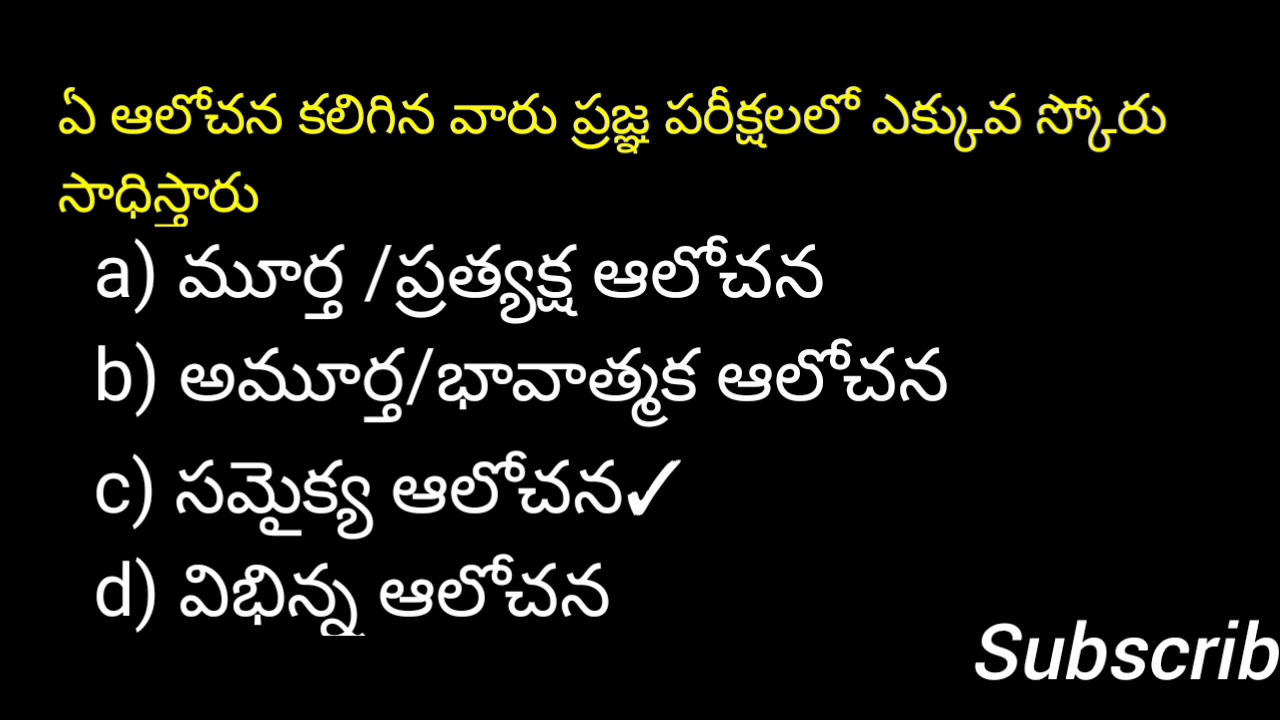 ఏ ఆలోచన కలిగిన వారు ప్రజ్ఞ పరీక్షలలో ఎక్కువ స్కోరు
సాధిస్తారు
a) మూర్త /ప్రత్యక్ష ఆలోచన
b) అమూర్త/భావాత్మక ఆలోచన
c) సమైక్య ఆలోచన✓
d) విభిన్న ఆలోచన
Subscrib